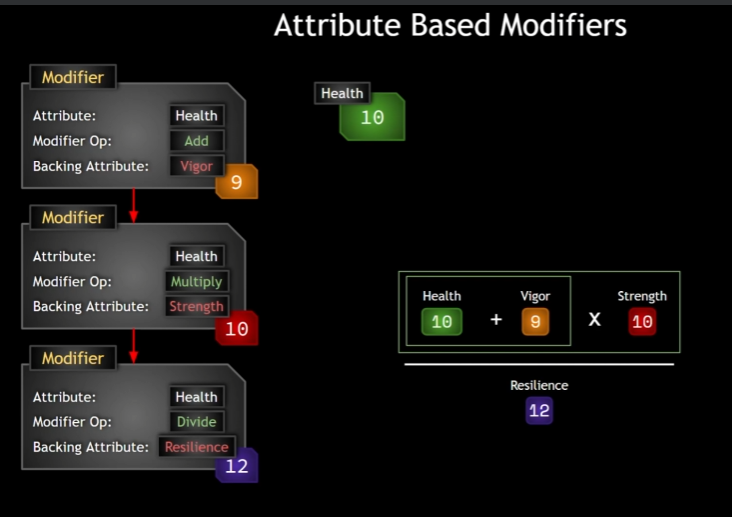 Attribute Based Modifiers
Modifier
Attribute: Health
Modifier Op: Add
Backing Attribute: Vigor
9
Modifier
Attribute: Health
Modifier Op: Multiply
Backing Attribute: Strength
10
Modifier
Attribute: Health
Modifier Op: Divide
Backing Attribute: Resilience
12
Health
10
Health Vigor Strength
10 + 9 X 10
Resilience
12